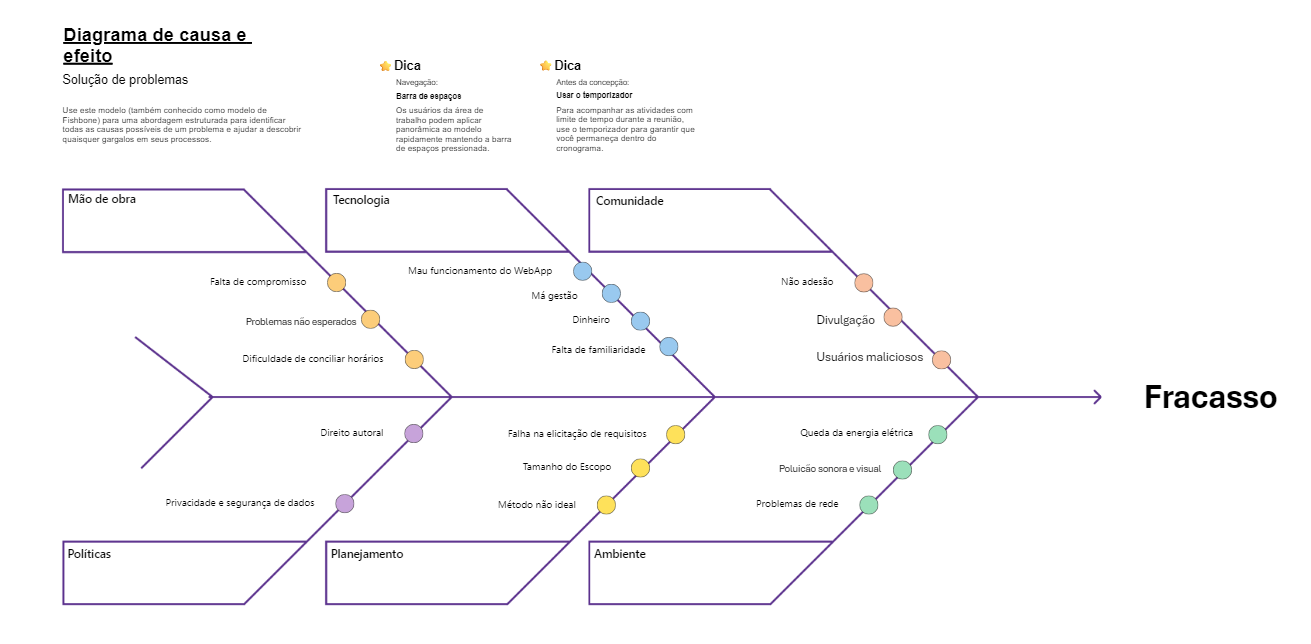 Diagrama de causa e
efeito
Solução de problemas
Use este modelo (também conhecido como modelo de
Fishbone) para uma abordagem estruturada para identificar
todas as causas possíveis de um problema e ajudar a descobrir
quaisquer gargalos em seus processos.
Dica
Navegação:
Barra de espaços
Os usuários da área de
trabalho podem aplicar
panorâmica ao modelo
rapidamente mantendo a barra
de espaços pressionada.
Dica
Antes da concepção:
Usar o temporizador
Para acompanhar as atividades com
limite de tempo durante a reunião,
use o temporizador para garantir que
você permaneça dentro do
cronograma.
Mão de obra
Tecnologia
Comunidade
Falta de compromisso
Problemas não esperados
Dificuldade de conciliar horários
Mau funcionamento do WebApp
Má gestão
Dinheiro
Falta de familiaridade
Não adesão
Divulgação
Usuários maliciosos
Fracasso
Direito autoral
Privacidade e segurança de dados
Falha na elicitação de requisitos
Tamanho do Escopo
Método não ideal
Queda da energia elétrica
Poluição sonora e visual
Problemas de rede
Políticas
Planejamento
Ambiente